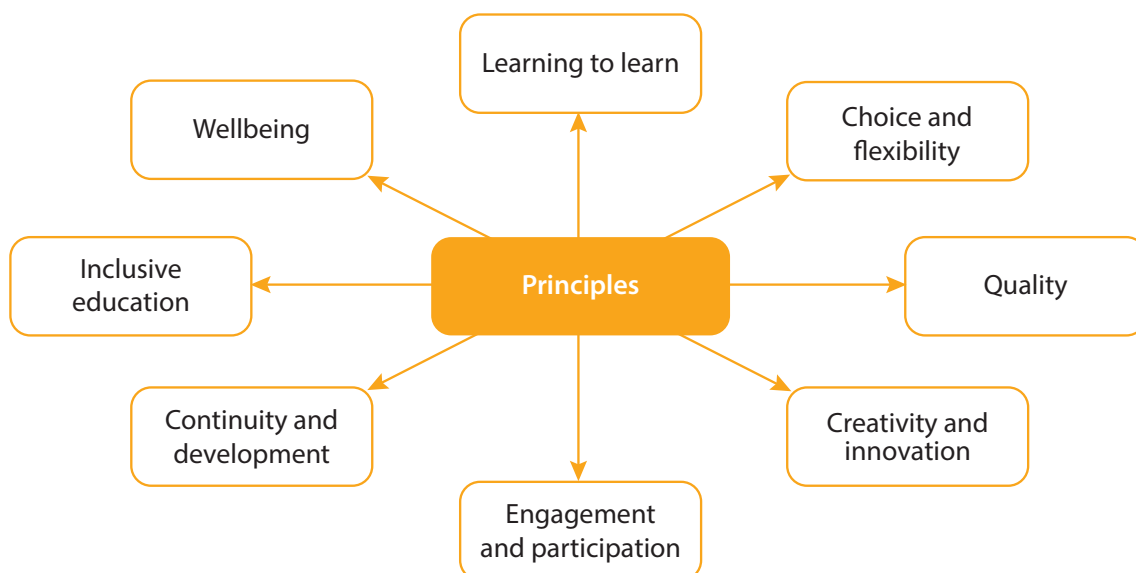 Learning to learn
Wellbeing
Choice and
flexibility
Inclusive
education
Principles
Quality
Continuity and
development
Creativity and
innovation
Engagement
and participation